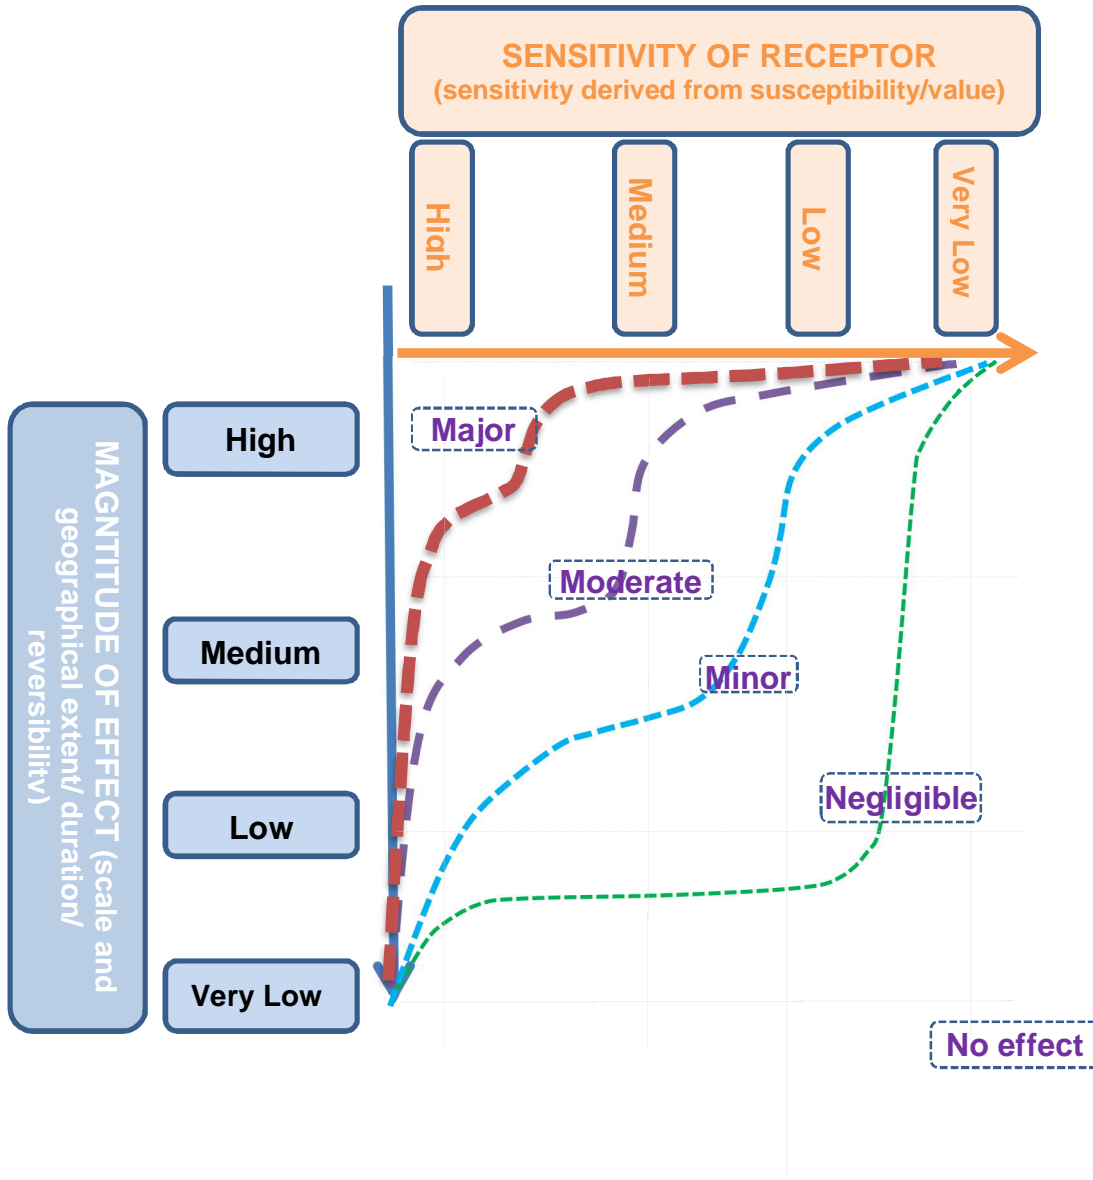 SENSITIVITY OF RECEPTOR
(sensitivity derived from susceptibility/value)
High
Medium
Low
Very Low
MAGNTITUDE OF EFFECT (scale and
geographical extent/ duration/
reversibility)
High
Medium
Low
Very Low
Major
Moderate
Minor
Negligible
No effect